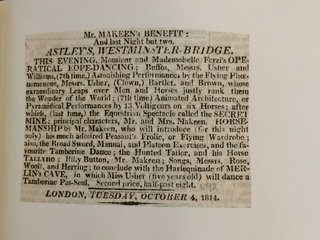 Mr. MAKEEN's BENEFIT:
And last Night but two.
ASTLEY'S, WESTMINSTER-BRIDGE.
THIS EVENING, Monsieur and Mademoiselle Ferzi's OPE-
RATICAL ROPE-DANCING; Buffos, Messrs. Usher and
William, (7th time,) Astonishing Performances by the Flying Phæ-
nomenons, Messrs. Usher, (Clown,) Bartlet, and Brown, whose
extraordinary Leaps over Men and Horses justly rank them
the Wonder of the World; (7th time) Animated Architecture, or
Pyramidical Performances by 13 Voltigeurs on six Horses; after
which, (last time,) the Equestrian Spectacle called the SECRET
MINE; principal characters, Mr. and Mrs. Makeen. HORSE-
MANSHIP by Mr. Makeen, who will introduce (for this night
only) his much admired Peasant's Frolic, or Flying Wardrobe;
also, the Broad Sword, Manual, and Platoon Exercises, and the fa-
vourite Tamborine Dance; the Hunted Tailor, and his Horse
TALLYHO; Billy Button, Mr. Makeen; Songs, Messrs. Rose,
Woolf, and Herring; to conclude with the Harlequinade of MER-
LIN's CAVE, in which Miss Usher (five years old) will dance a
Tamborine Pas-Seul. Second price, half-past eight.
LONDON, TUESDAY, OCTOBER 4, 1814.